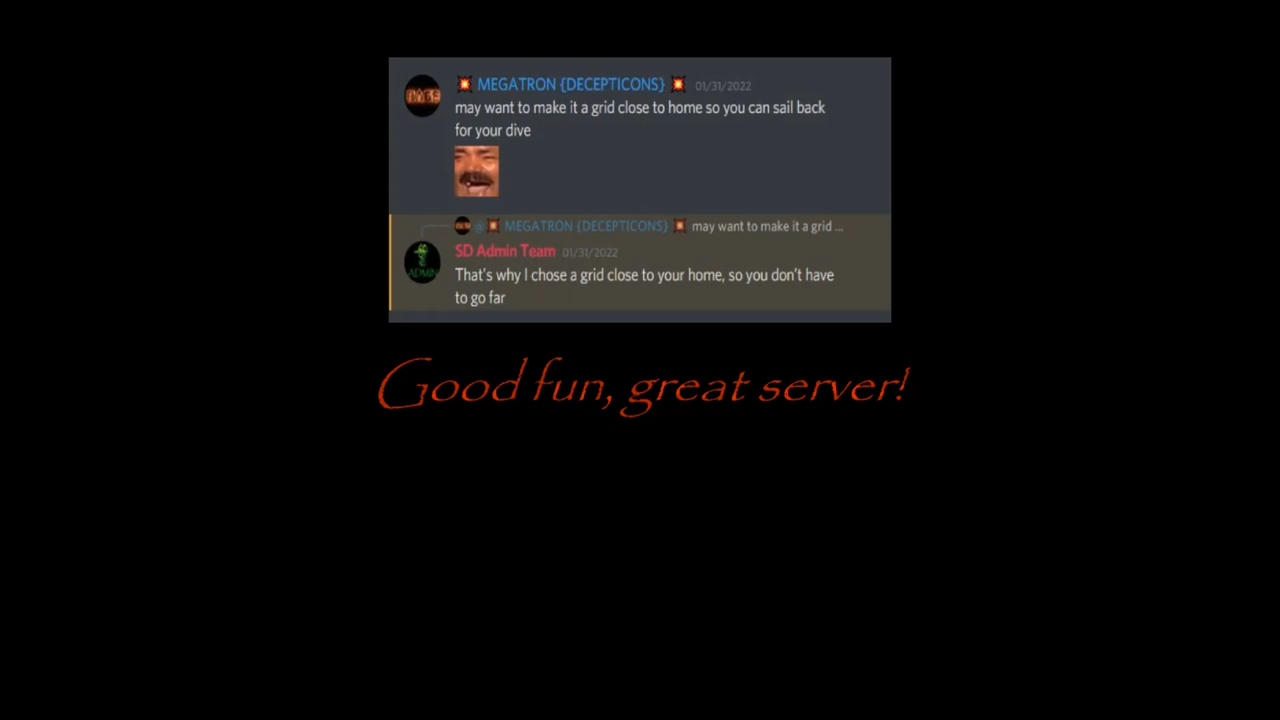 💥 MEGATRON {DECEPTICONS} 💥 01/31/2022
may want to make it a grid close to home so you can sail back
for your dive
@💥 MEGATRON {DECEPTICONS} 💥 may want to make it a grid ...
SD Admin Team 01/31/2022
ADMIN
That's why I chose a grid close to your home, so you don't have
to go far
Good fun, great server!